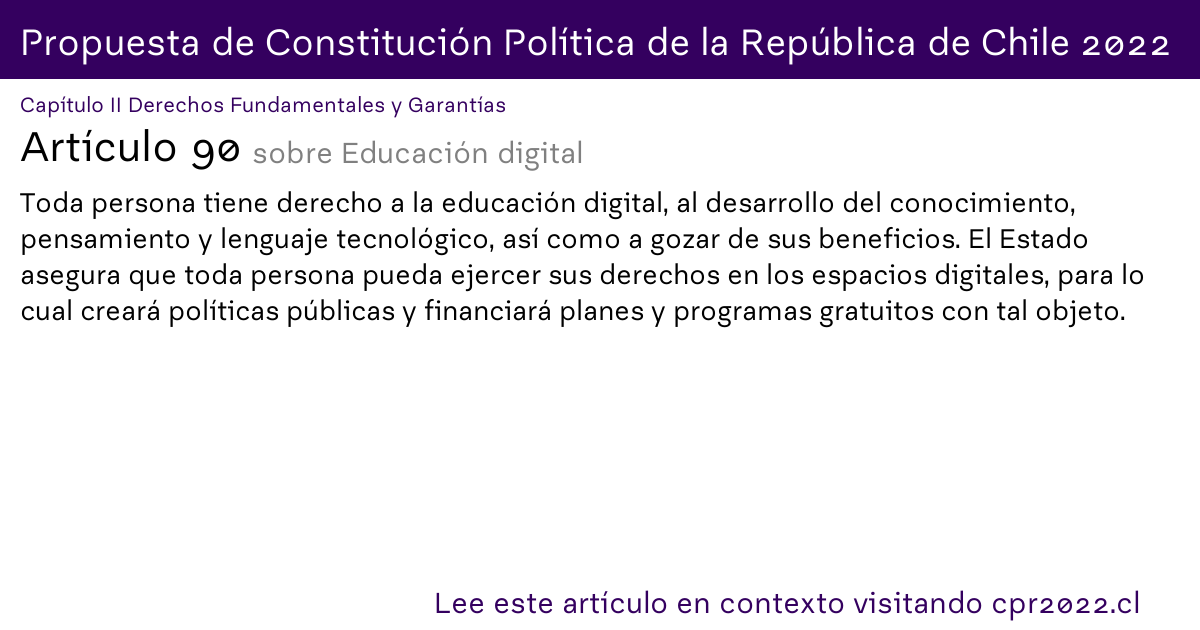 Propuesta de Constitución Política de la República de Chile 2022
Capítulo II Derechos Fundamentales y Garantías
Artículo 90 sobre Educación digital
Toda persona tiene derecho a la educación digital, al desarrollo del conocimiento,
pensamiento y lenguaje tecnológico, así como a gozar de sus beneficios. El Estado
asegura que toda persona pueda ejercer sus derechos en los espacios digitales, para lo
cual creará políticas públicas y financiará planes y programas gratuitos con tal objeto.
Lee este artículo en contexto visitando cpr2022.cl